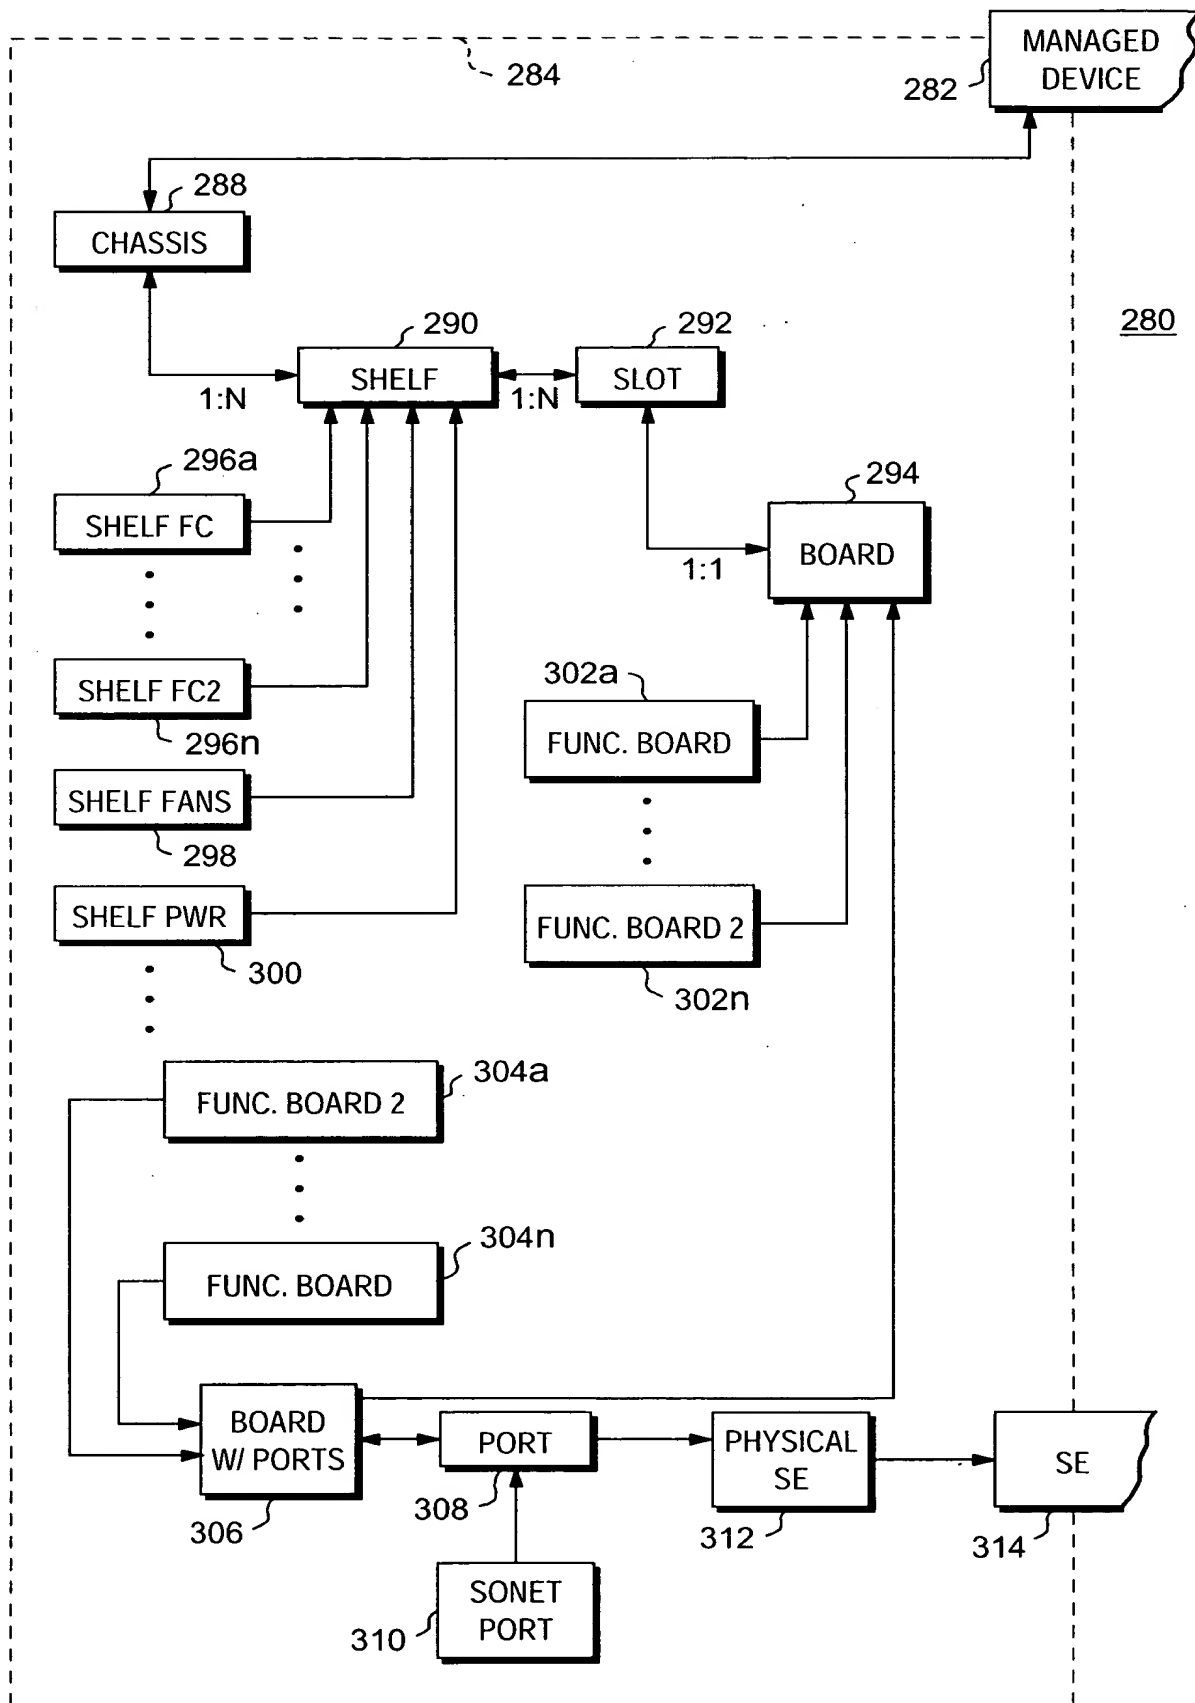 MANAGED
DEVICE
282
284
288
CHASSIS
280
290
292
SHELF
SLOT
1:N
1:N
296a
294
SHELF FC
BOARD
1:1
302a
SHELF FC2
296n
FUNC. BOARD
SHELF FANS
298
SHELF PWR
FUNC. BOARD 2
300
302n
304a
FUNC. BOARD 2
304n
FUNC. BOARD
BOARD
W/ PORTS
PORT
PHYSICAL
SE
SE
306
308
312
314
SONET
PORT
310